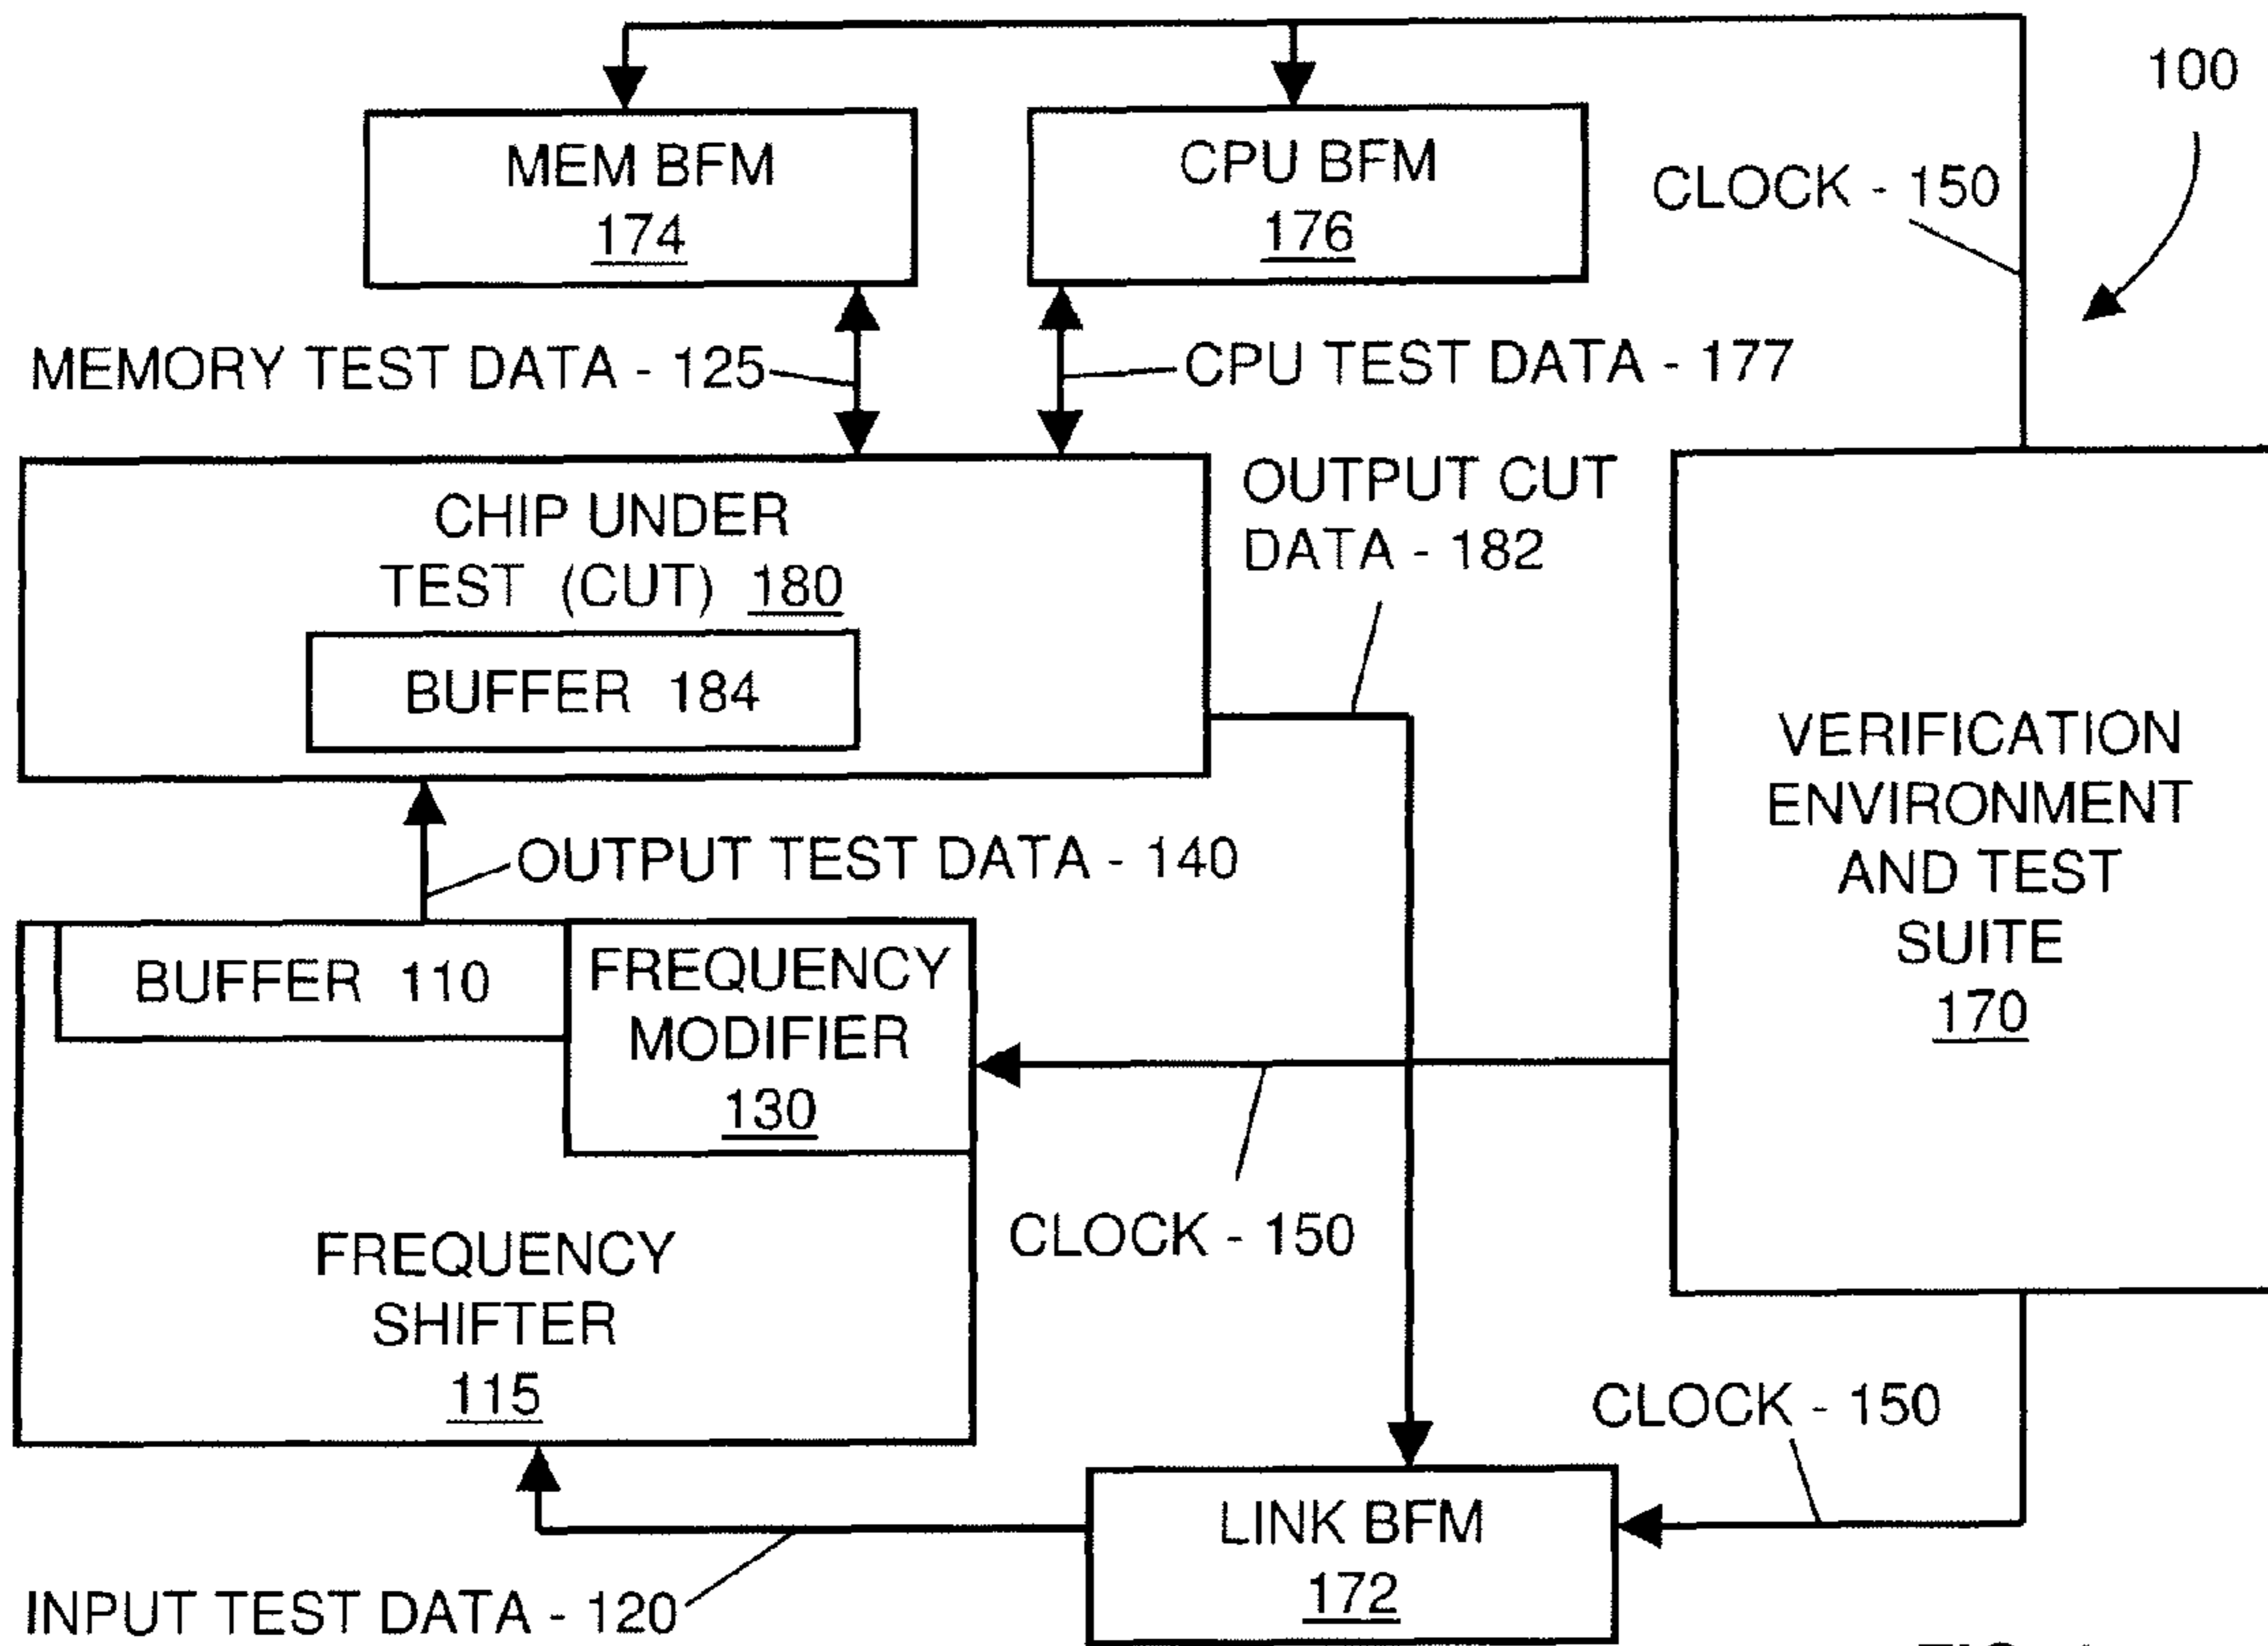 100
MEM BFM
174
CPU BFM
176
CLOCK - 150
MEMORY TEST DATA - 125
CPU TEST DATA - 177
CHIP UNDER
TEST (CUT) 180
BUFFER 184
OUTPUT CUT
DATA - 182
VERIFICATION
ENVIRONMENT
AND TEST
SUITE
170
OUTPUT TEST DATA - 140
BUFFER 110
FREQUENCY
MODIFIER
130
CLOCK - 150
FREQUENCY
SHIFTER
115
CLOCK - 150
LINK BFM
172
INPUT TEST DATA - 120